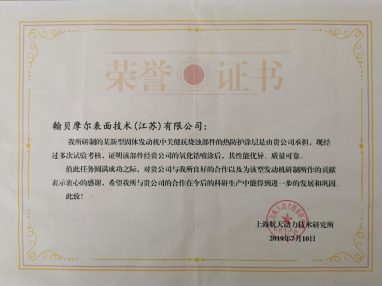 荣誉证书
翰贝摩尔表面技术(江苏)有限公司:
我所研制的某新型固体发动机中关健抗烧蚀部件的热防护涂层是由贵公司承担,现经
过多次试验考核,证明该部件经贵公司的氧化锆喷涂后、其性能优异、质量可靠。
值此任务圆满成功之际,对贵公司与我所良好的合作以及为该型发动机研制所作的贡献
表示衷心的感谢,希望我所与贵公司的合作在今后的科研生产中能得到进一步的发展和巩固。
此致!
上海航天动力技术研究所
2019年7月10日